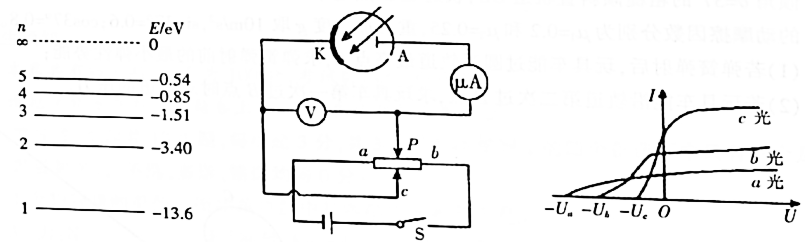 n E/eV
∞ 0
5 -0.54
4 -0.85
3 -1.51
2 -3.40
1 -13.6
K A
μA
V
a P b
c
S
I
c 光
b 光
a 光
-Uₐ -U_b -U_c O U